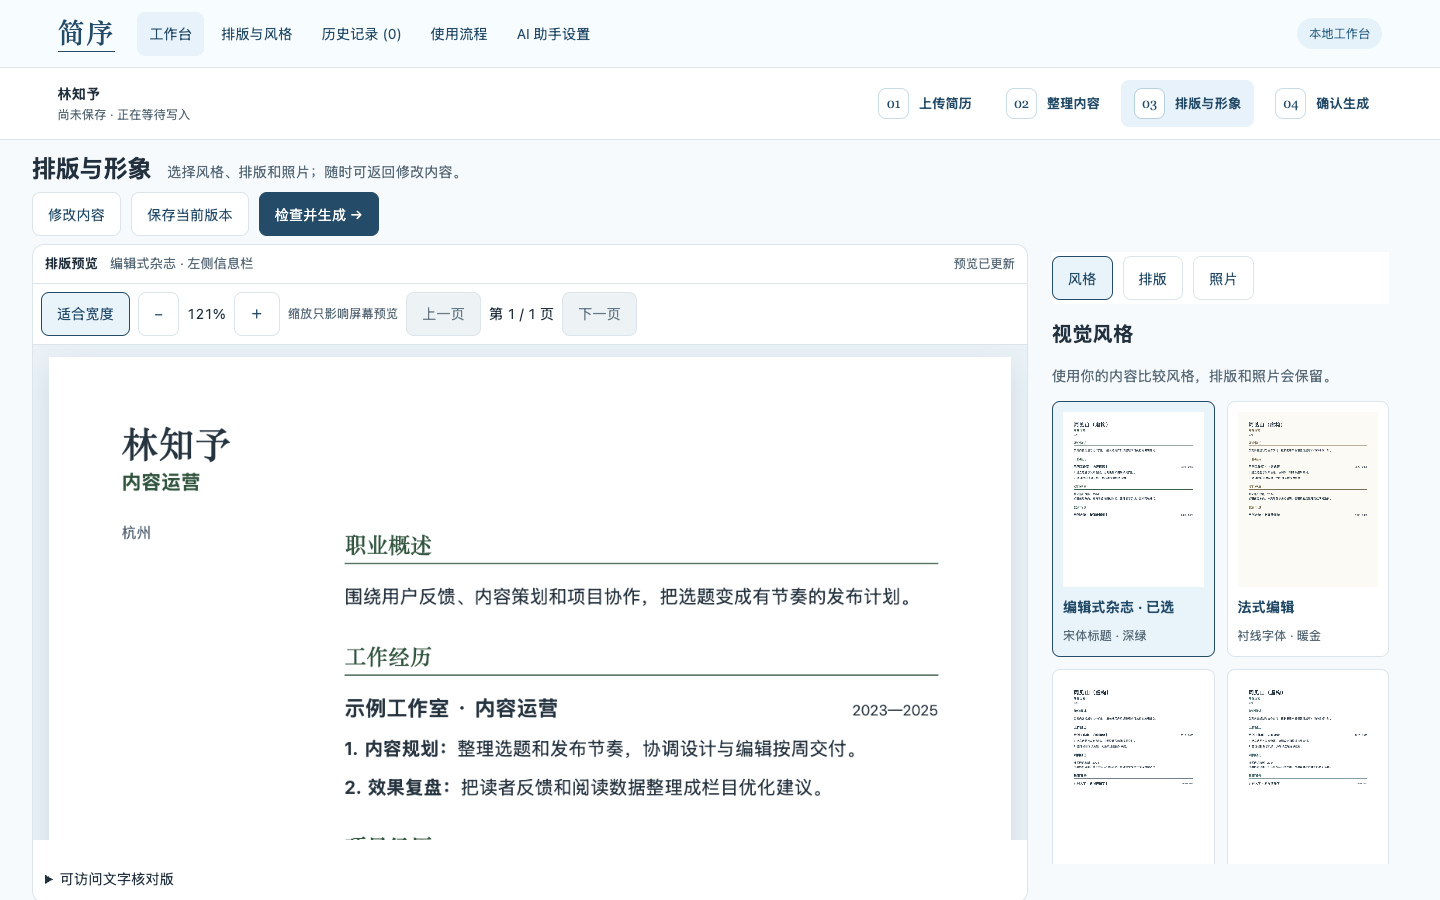 简序
工作台 排版与风格 历史记录 (0) 使用流程 AI 助手设置 本地工作台
林知予
尚未保存 · 正在等待写入
01 上传简历 02 整理内容 03 排版与形象 04 确认生成
排版与形象 选择风格、排版和照片；随时可返回修改内容。
修改内容 保存当前版本 检查并生成 →
排版预览 编辑式杂志 · 左侧信息栏 预览已更新
适合宽度 − 121% + 缩放只影响屏幕预览 上一页 第 1 / 1 页 下一页
林知予
内容运营
杭州
职业概述
围绕用户反馈、内容策划和项目协作，把选题变成有节奏的发布计划。
工作经历
示例工作室 · 内容运营 2023—2025
1. 内容规划：整理选题和发布节奏，协调设计与编辑按周交付。
2. 效果复盘：把读者反馈和阅读数据整理成栏目优化建议。
▶ 可访问文字核对版
风格 排版 照片
视觉风格
使用你的内容比较风格，排版和照片会保留。
编辑式杂志 · 已选
宋体标题 · 深绿
法式编辑
衬线字体 · 暖金